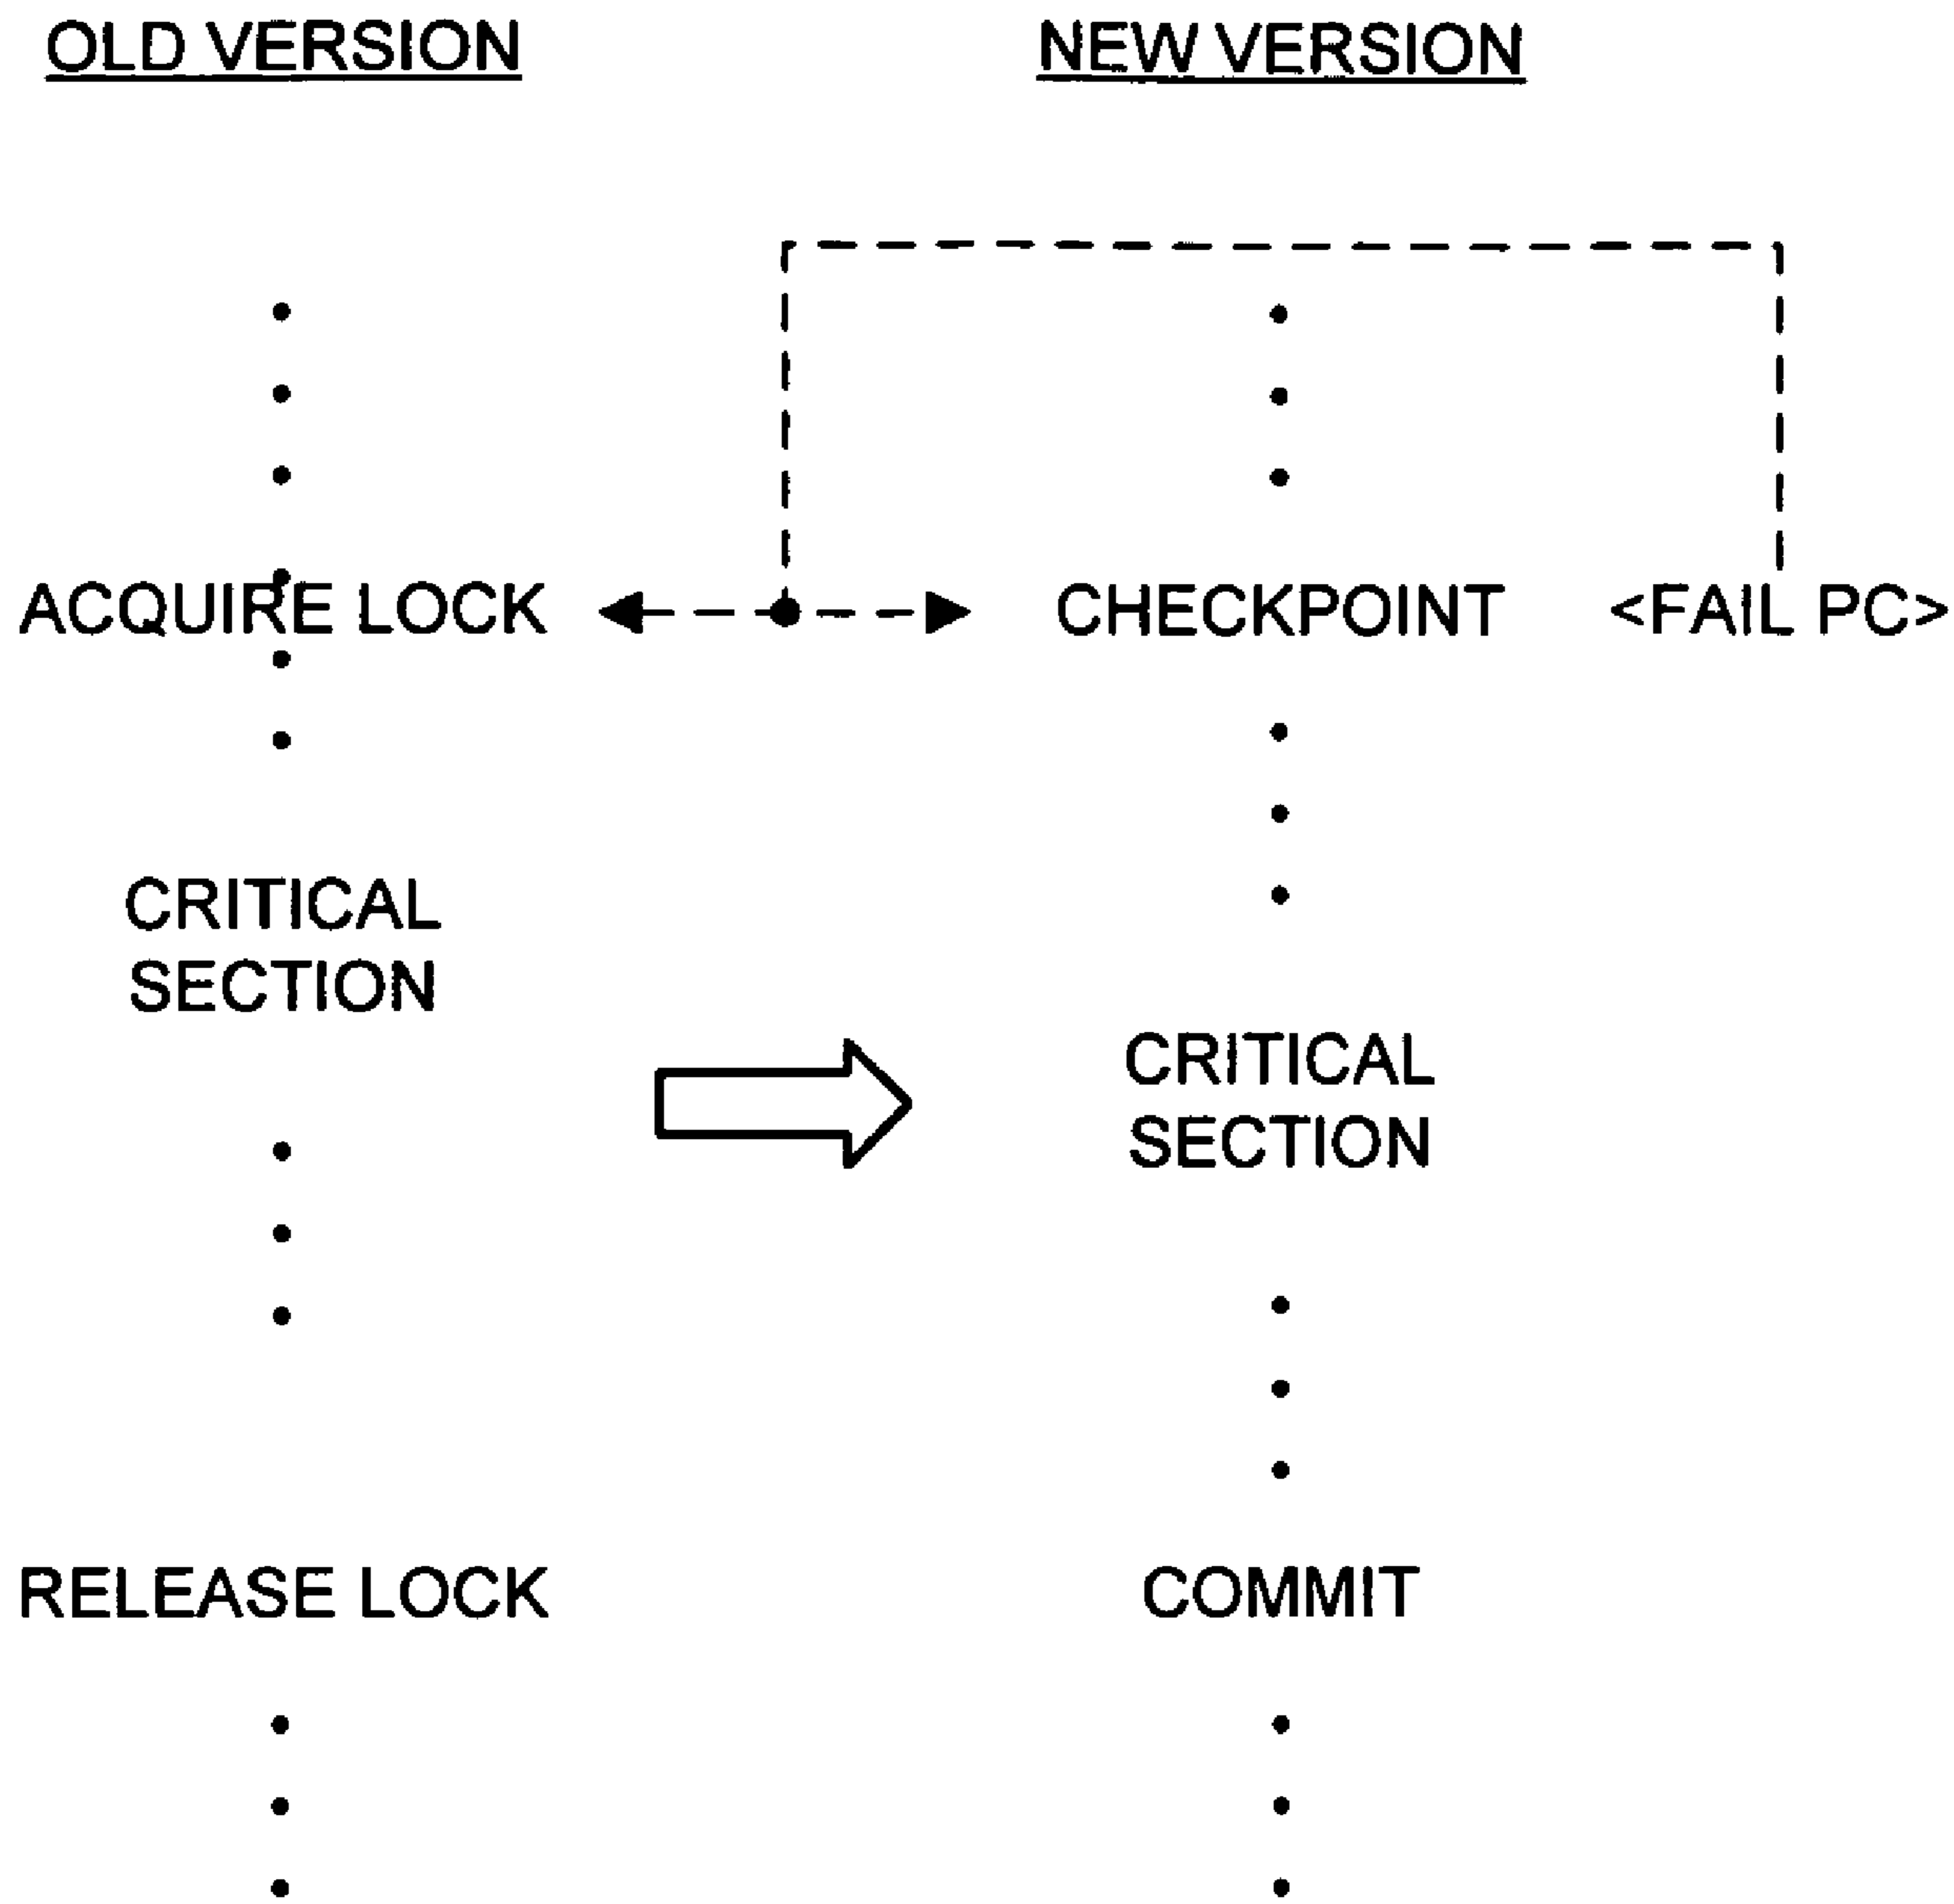 OLD VERSION
NEW VERSION
ACQUIRE LOCK
CHECKPOINT <FAIL PC>
CRITICAL
SECTION
CRITICAL
SECTION
RELEASE LOCK
COMMIT